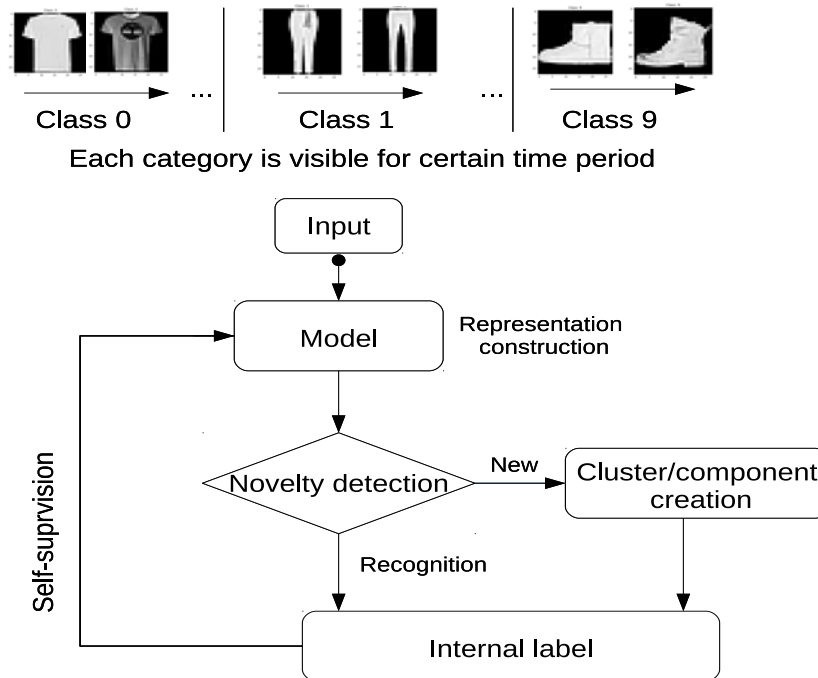 ...
...
Class 0
Class 1
Class 9
Each category is visible for certain time period
Input
Model
Representation
construction
Novelty detection
New
Cluster/component
creation
Recognition
Self-suprvision
Internal label